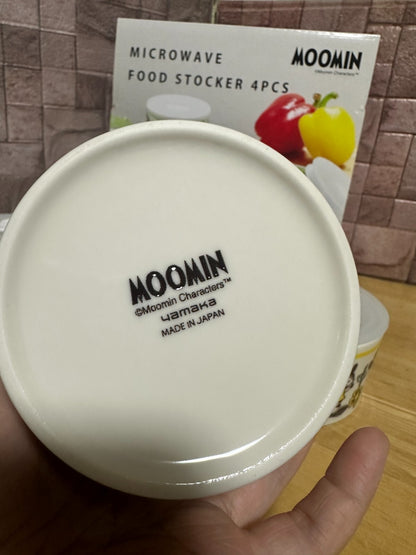 MICROWAVE
FOOD STOCKER 4PCS
MOOMIN
©Moomin Characters™
MOOMIN
©Moomin Characters™
yamaka
MADE IN JAPAN